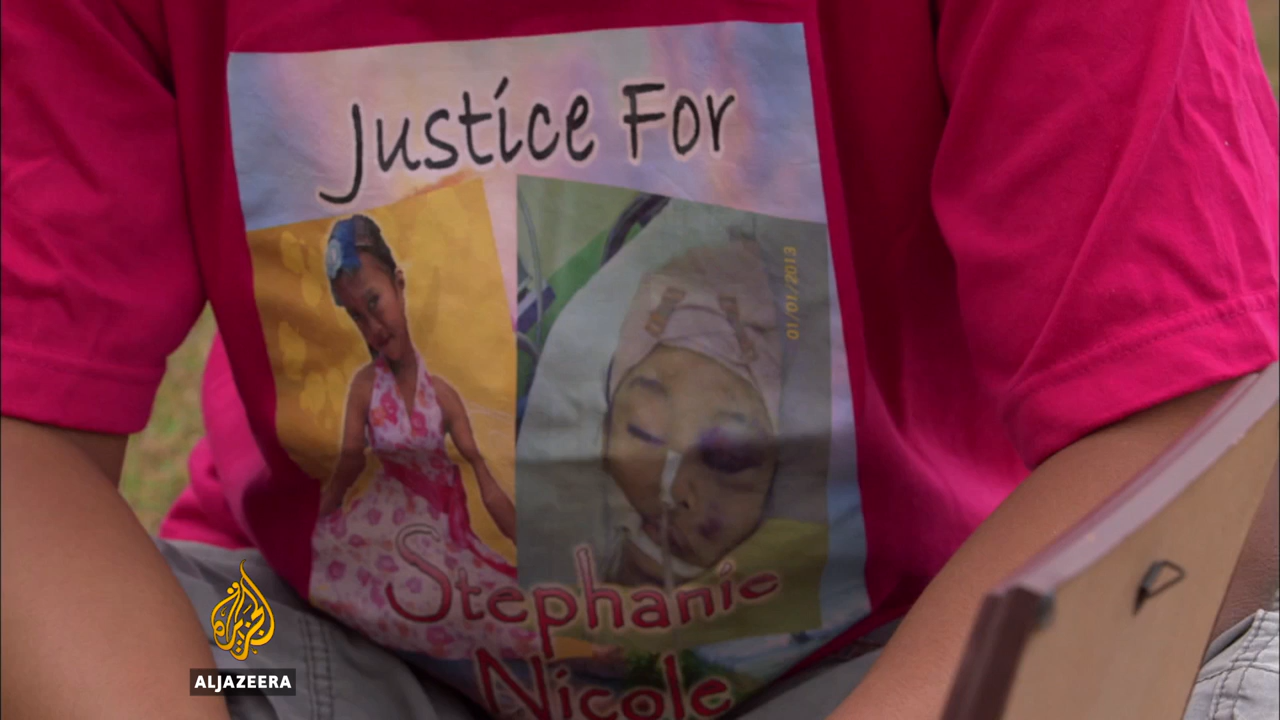 Justice For
01/01/2013
Stephanie
Nicole
الجزيرة
ALJAZEERA